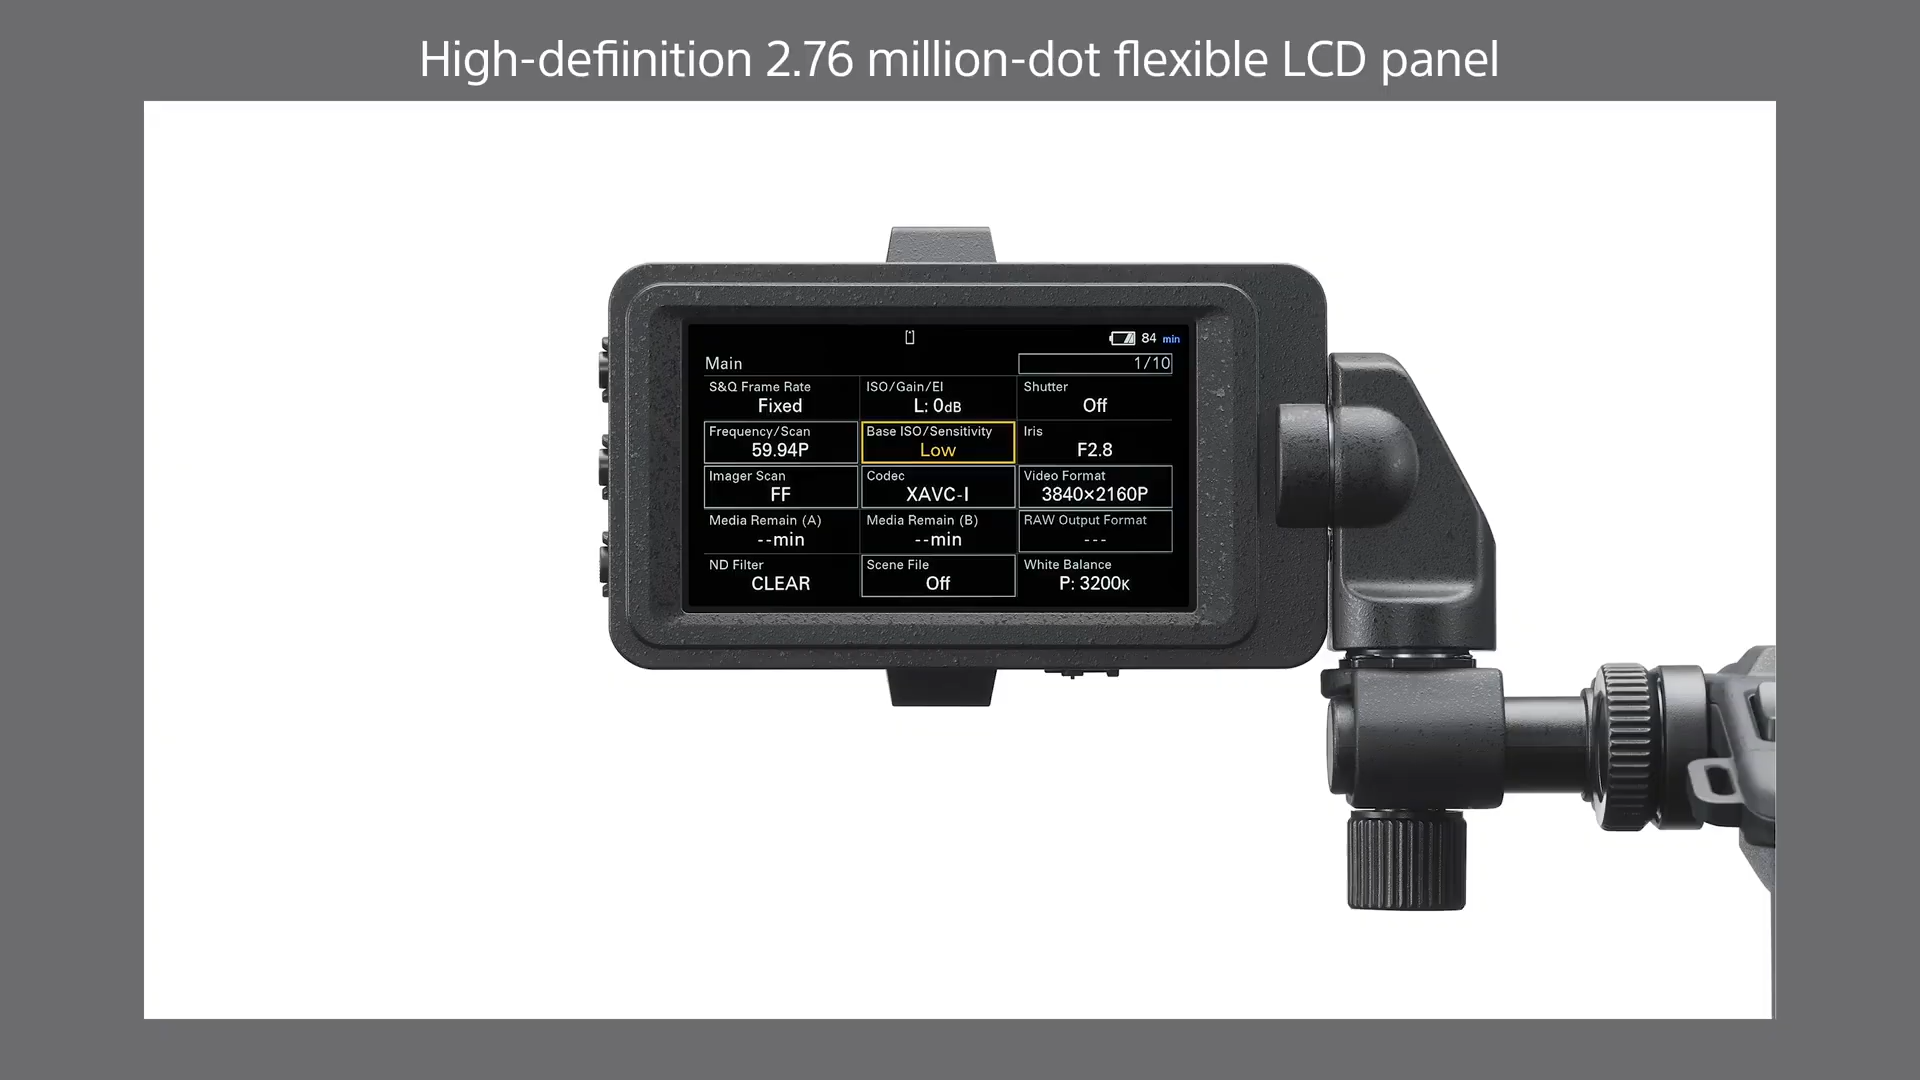 High-defiinition 2.76 million-dot flexible LCD panel
84 min
Main
1/10
S&Q Frame Rate ISO/Gain/EI Shutter
Fixed L: 0dB Off
Frequency/Scan Base ISO/Sensitivity Iris
59.94P Low F2.8
Imager Scan Codec Video Format
FF XAVC-I 3840×2160P
Media Remain (A) Media Remain (B) RAW Output Format
--min --min ---
ND Filter Scene File White Balance
CLEAR Off P: 3200K